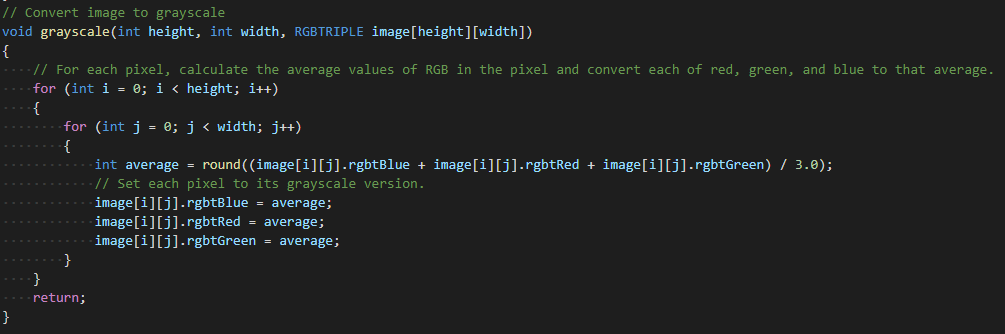 // Convert image to grayscale
void grayscale(int height, int width, RGBTRIPLE image[height][width])
{
    // For each pixel, calculate the average values of RGB in the pixel and convert each of red, green, and blue to that average.
    for (int i = 0; i < height; i++)
    {
        for (int j = 0; j < width; j++)
        {
            int average = round((image[i][j].rgbtBlue + image[i][j].rgbtRed + image[i][j].rgbtGreen) / 3.0);
            // Set each pixel to its grayscale version.
            image[i][j].rgbtBlue = average;
            image[i][j].rgbtRed = average;
            image[i][j].rgbtGreen = average;
        }
    }
    return;
}